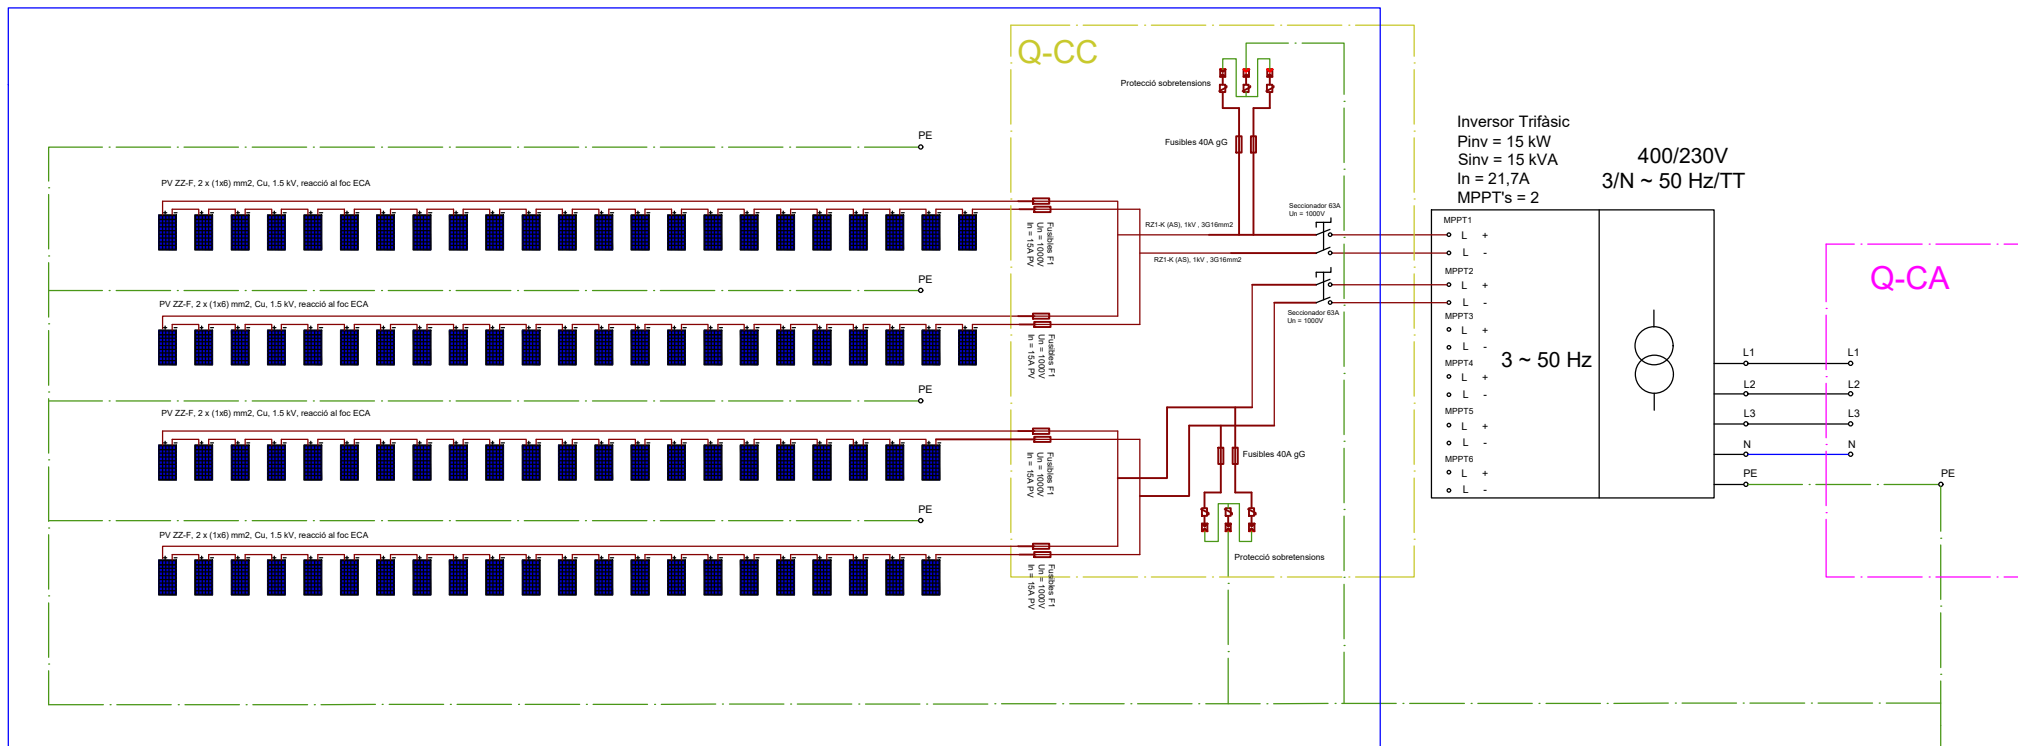 Q-CC
Protecció sobretensions
Fusibles 40A gG
PE
PV ZZ-F, 2 x (1x6) mm2, Cu, 1.5 kV, reacció al foc ECA
Fusibles F1
Un = 1000V
In = 15A PV
RZ1-K (AS), 1kV , 3G16mm2
RZ1-K (AS), 1kV , 3G16mm2
Seccionador 63A
Un = 1000V
PE
PV ZZ-F, 2 x (1x6) mm2, Cu, 1.5 kV, reacció al foc ECA
Fusibles F1
Un = 1000V
In = 15A PV
Seccionador 63A
Un = 1000V
PE
PV ZZ-F, 2 x (1x6) mm2, Cu, 1.5 kV, reacció al foc ECA
Fusibles F1
Un = 1000V
In = 15A PV
Fusibles 40A gG
PE
PV ZZ-F, 2 x (1x6) mm2, Cu, 1.5 kV, reacció al foc ECA
Fusibles F1
Un = 1000V
In = 15A PV
Protecció sobretensions
Inversor Trifàsic
Pinv = 15 kW
Sinv = 15 kVA
In = 21,7A
MPPT's = 2
400/230V
3/N ~ 50 Hz/TT
MPPT1
L +
L -
MPPT2
L +
L -
MPPT3
L +
L -
MPPT4
L +
L -
MPPT5
L +
L -
MPPT6
L +
L -
3 ~ 50 Hz
Q-CA
L1 L1
L2 L2
L3 L3
N N
PE PE